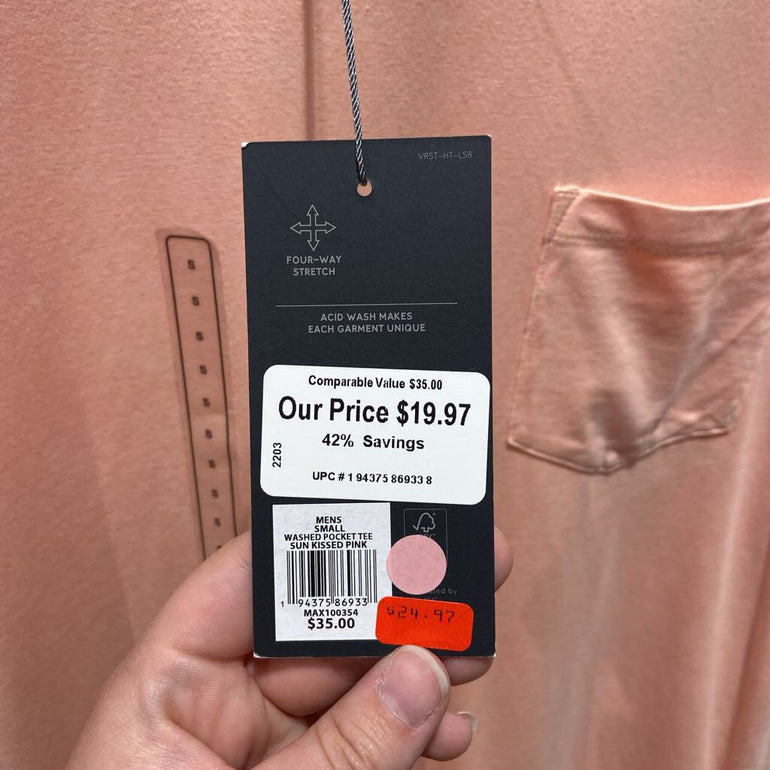 VRST-HT-LS8
FOUR-WAY
STRETCH
ACID WASH MAKES
EACH GARMENT UNIQUE
S
S
S
S
S
S
S
S
S
S
Comparable Value $35.00
Our Price $19.97
42% Savings
2203
UPC # 1 94375 86933 8
MENS
SMALL
WASHED POCKET TEE
SUN KISSED PINK
1 94375 86933
MAX100354
$35.00
by
$24.97